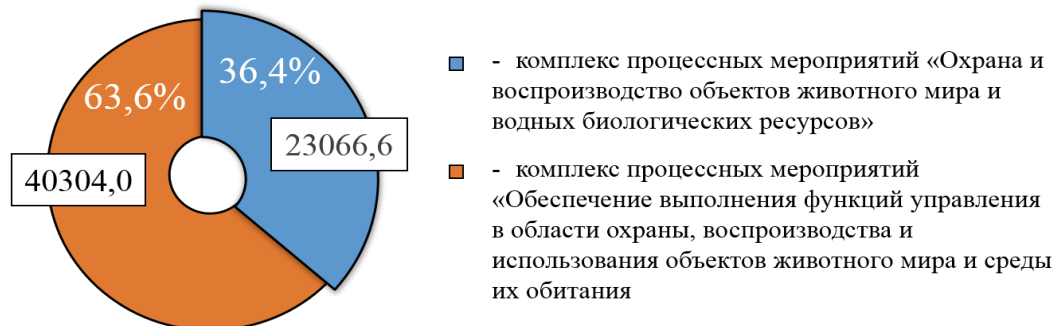 36,4%
63,6%
23066,6
40304,0
- комплекс процессных мероприятий «Охрана и
воспроизводство объектов животного мира и
водных биологических ресурсов»
- комплекс процессных мероприятий
«Обеспечение выполнения функций управления
в области охраны, воспроизводства и
использования объектов животного мира и среды
их обитания